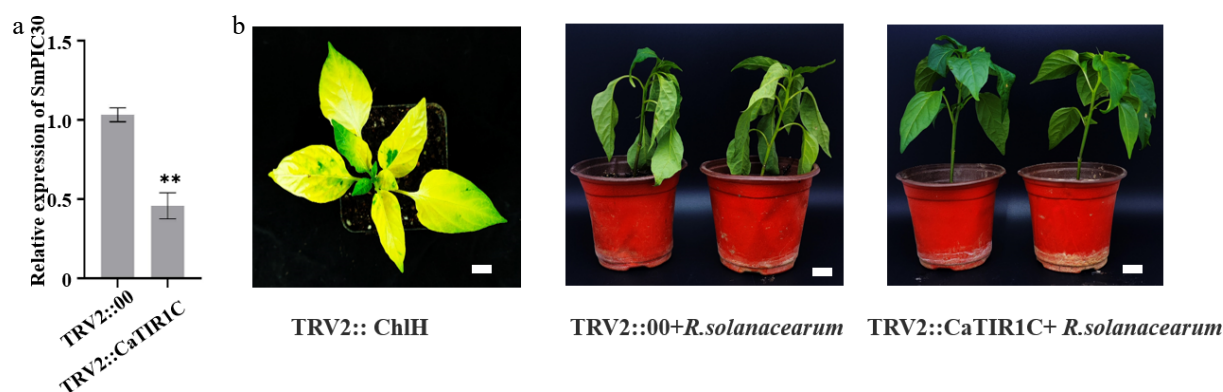 a
Relative expression of SmPIC30
1.5
1.0
0.5
0
**
TRV2::00
TRV2::CaTIR1C
b
TRV2:: ChlH
TRV2::00+R.solanacearum
TRV2::CaTIR1C+ R.solanacearum